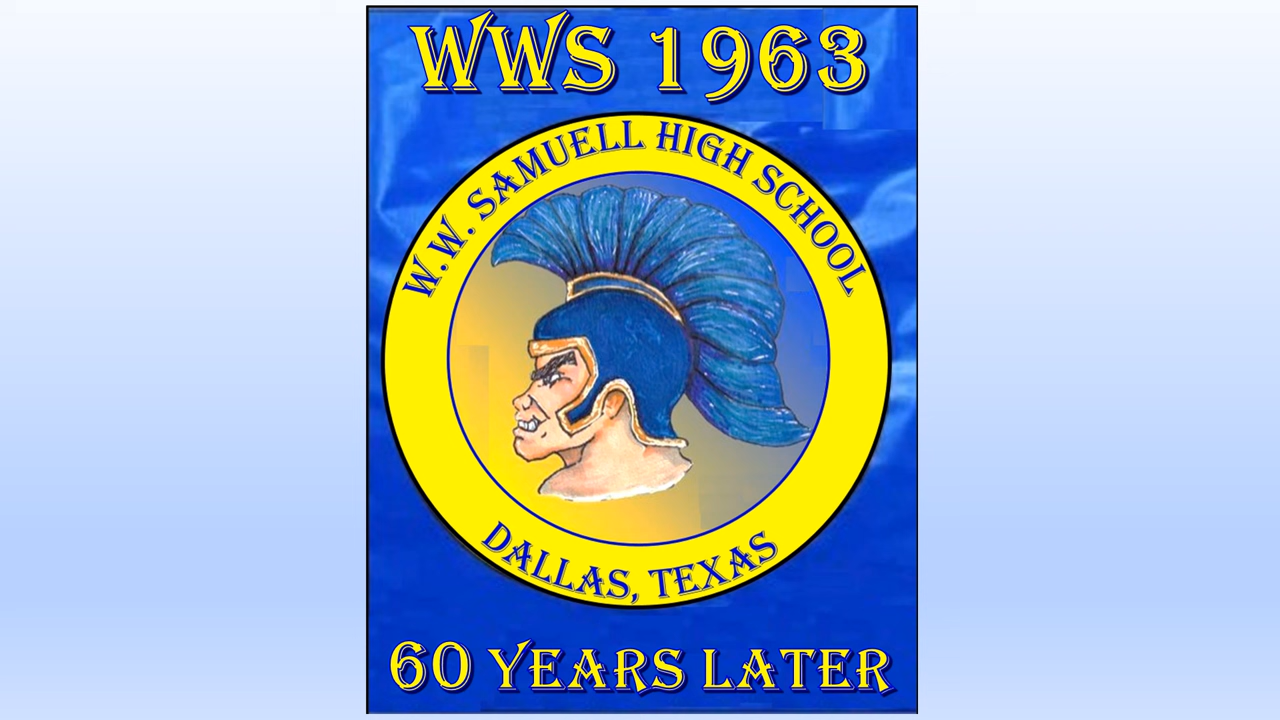 WWS 1963
W.W. SAMUELL HIGH SCHOOL
DALLAS, TEXAS
60 YEARS LATER